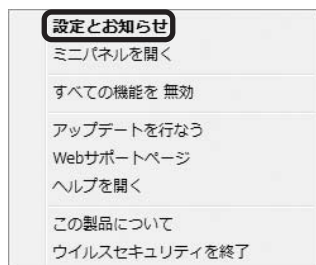 設定とお知らせ
ミニパネルを開く
すべての機能を 無効
アップデートを行なう
Webサポートページ
ヘルプを開く
この製品について
ウイルスセキュリティを終了